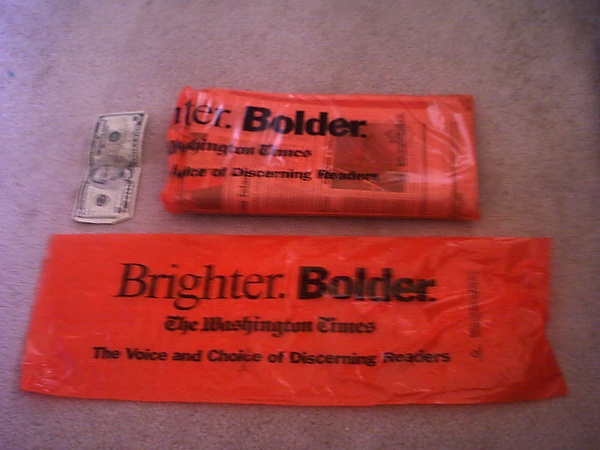 ter. Bolder.
Washington Times
oice of Discerning Readers
Brighter. Bolder.
The Washington Times
The Voice and Choice of Discerning Readers